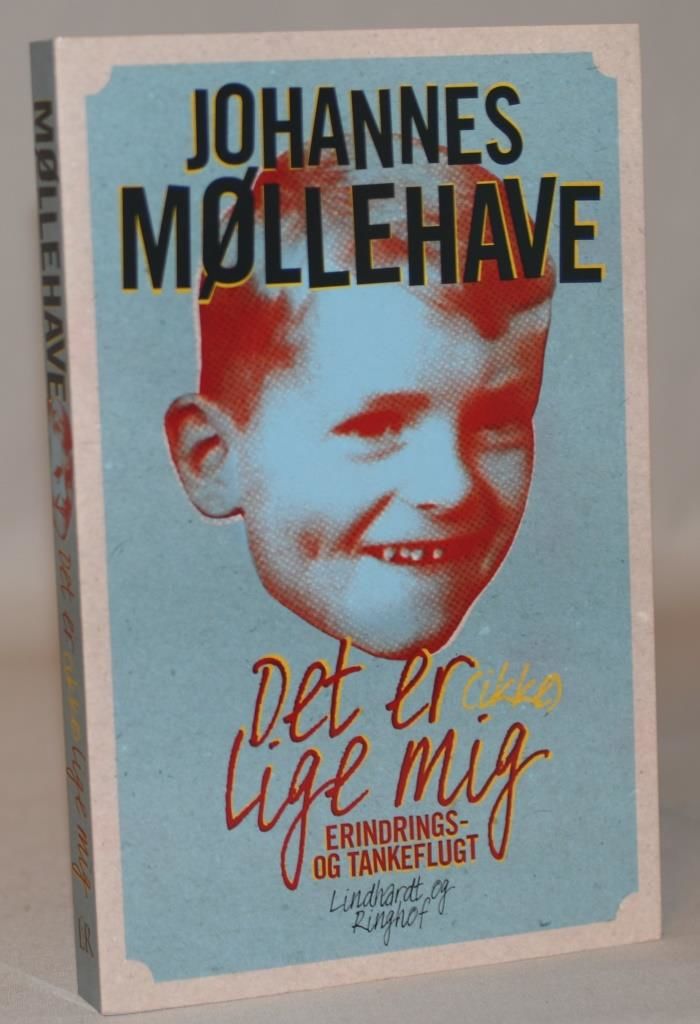 JOHANNES
MØLLEHAVE
Det er (ikke)
lige mig
ERINDRINGS-
OG TANKEFLUGT
Lindhardt og
Ringhof
MØLLEHAVE Det er (ikke) lige mig LR